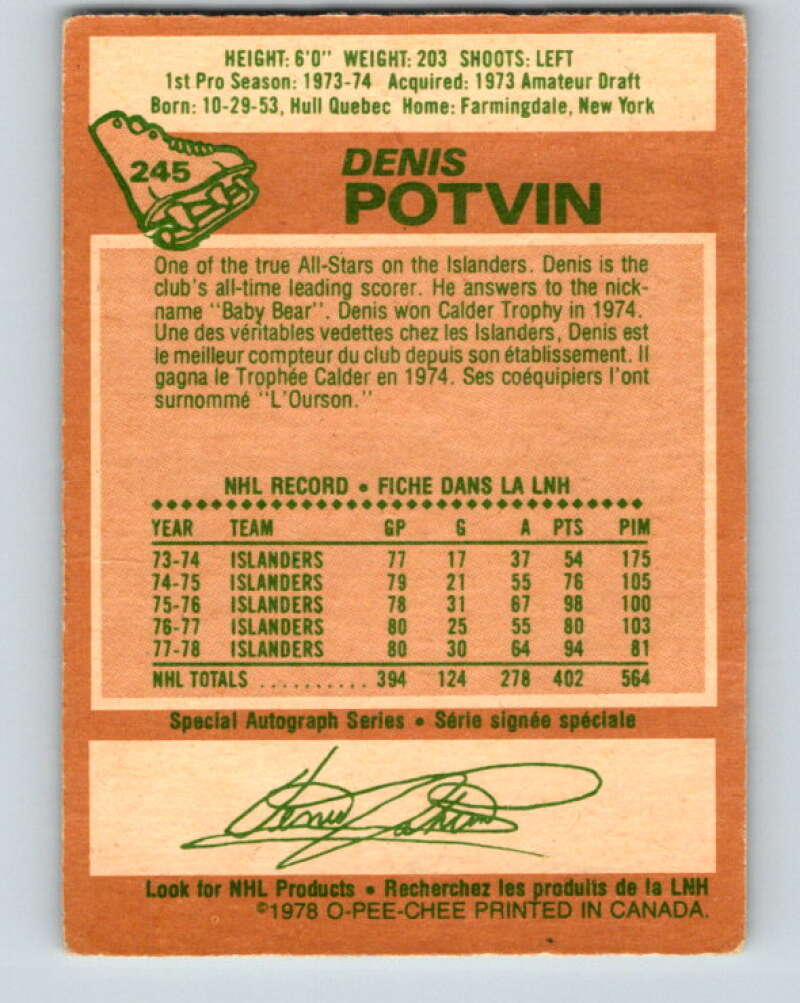 HEIGHT: 6'0" WEIGHT: 203 SHOOTS: LEFT
1st Pro Season: 1973-74 Acquired: 1973 Amateur Draft
Born: 10-29-53, Hull Quebec Home: Farmingdale, New York
245
DENIS
POTVIN
One of the true All-Stars on the Islanders. Denis is the
club's all-time leading scorer. He answers to the nick-
name "Baby Bear". Denis won Calder Trophy in 1974.
Une des véritables vedettes chez les Islanders, Denis est
le meilleur compteur du club depuis son établissement. Il
gagna le Trophée Calder en 1974. Ses coéquipiers l'ont
surnommé "L'Ourson."
NHL RECORD • FICHE DANS LA LNH
YEAR TEAM GP G A PTS PIM
73-74 ISLANDERS 77 17 37 54 175
74-75 ISLANDERS 79 21 55 76 105
75-76 ISLANDERS 78 31 67 98 100
76-77 ISLANDERS 80 25 55 80 103
77-78 ISLANDERS 80 30 64 94 81
NHL TOTALS .......... 394 124 278 402 564
Special Autograph Series • Série signée spéciale
Denis Potvin
Look for NHL Products • Recherchez les produits de la LNH
©1978 O-PEE-CHEE PRINTED IN CANADA.